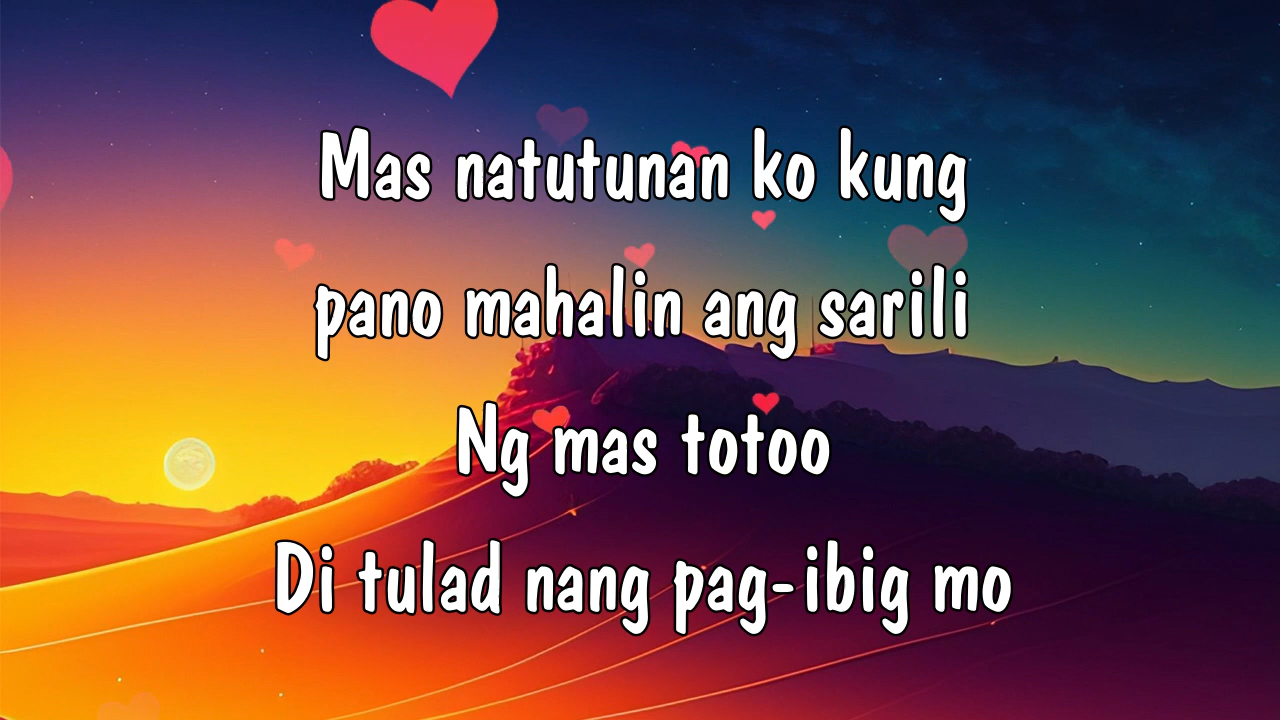 Mas natutunan ko kung
pano mahalin ang sarili
Ng mas totoo
Di tulad nang pag-ibig mo